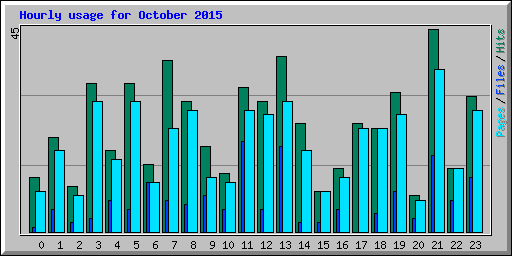 Hourly usage for October 2015
45
Pages/Files/Hits
0 1 2 3 4 5 6 7 8 9 10 11 12 13 14 15 16 17 18 19 20 21 22 23